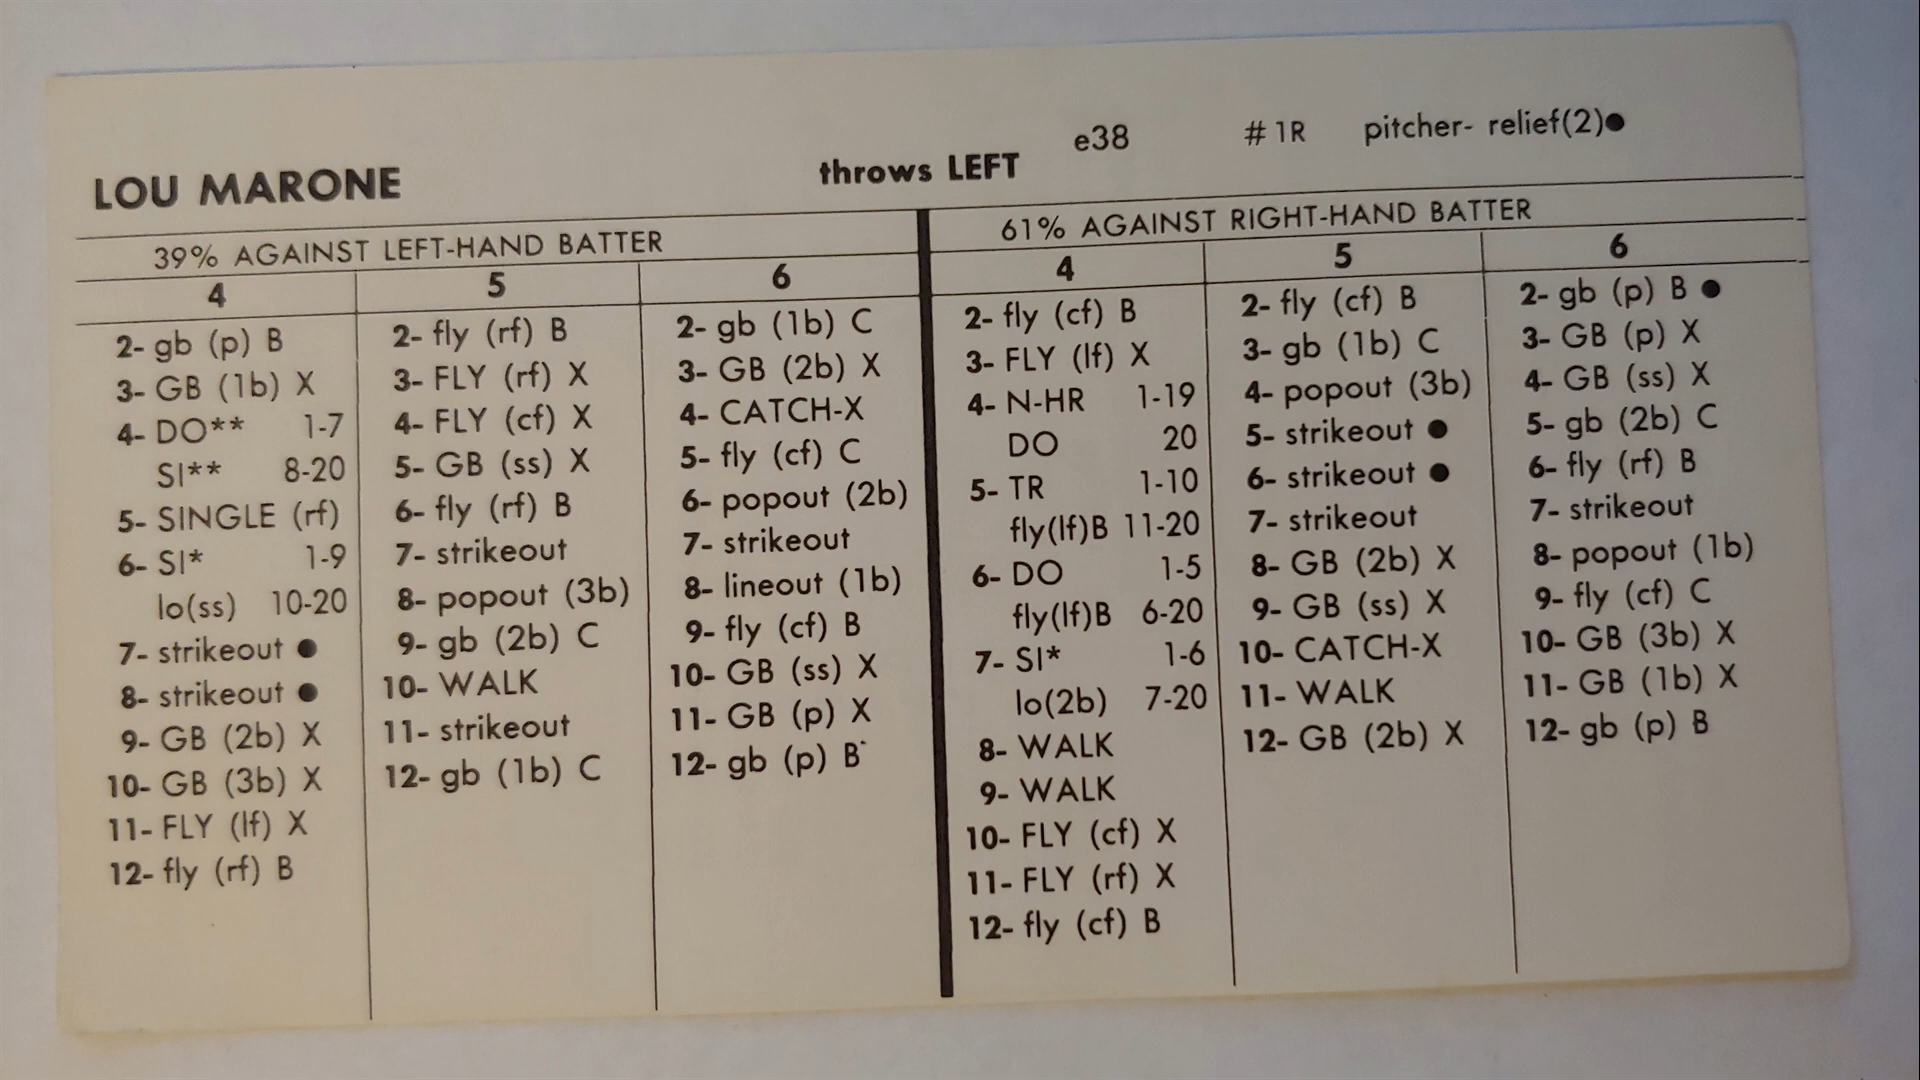 LOU MARONE throws LEFT e38 # 1R pitcher- relief(2)●
39% AGAINST LEFT-HAND BATTER
4
2- gb (p) B
3- GB (1b) X
4- DO** 1-7
SI** 8-20
5- SINGLE (rf)
6- SI* 1-9
lo(ss) 10-20
7- strikeout ●
8- strikeout ●
9- GB (2b) X
10- GB (3b) X
11- FLY (lf) X
12- fly (rf) B
5
2- fly (rf) B
3- FLY (rf) X
4- FLY (cf) X
5- GB (ss) X
6- fly (rf) B
7- strikeout
8- popout (3b)
9- gb (2b) C
10- WALK
11- strikeout
12- gb (1b) C
6
2- gb (1b) C
3- GB (2b) X
4- CATCH-X
5- fly (cf) C
6- popout (2b)
7- strikeout
8- lineout (1b)
9- fly (cf) B
10- GB (ss) X
11- GB (p) X
12- gb (p) B
61% AGAINST RIGHT-HAND BATTER
4
2- fly (cf) B
3- FLY (lf) X
4- N-HR 1-19
DO 20
5- TR 1-10
fly(lf)B 11-20
6- DO 1-5
fly(lf)B 6-20
7- SI* 1-6
lo(2b) 7-20
8- WALK
9- WALK
10- FLY (cf) X
11- FLY (rf) X
12- fly (cf) B
5
2- fly (cf) B
3- gb (1b) C
4- popout (3b)
5- strikeout ●
6- strikeout ●
7- strikeout
8- GB (2b) X
9- GB (ss) X
10- CATCH-X
11- WALK
12- GB (2b) X
6
2- gb (p) B ●
3- GB (p) X
4- GB (ss) X
5- gb (2b) C
6- fly (rf) B
7- strikeout
8- popout (1b)
9- fly (cf) C
10- GB (3b) X
11- GB (1b) X
12- gb (p) B